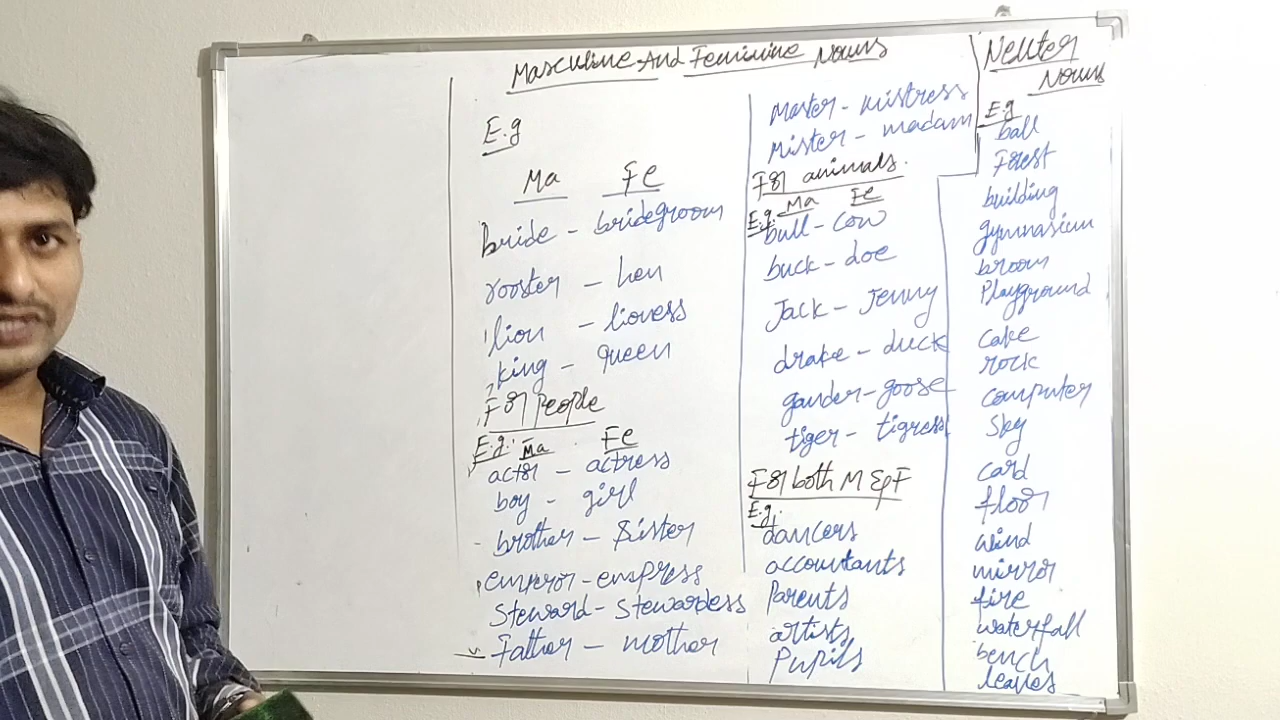 Masculine And Feminine Nouns
E.g
Ma Fe
bride - bridegroom
rooster - hen
lion - lioness
king - queen
For People
E.g. Ma Fe
actor - actress
boy - girl
brother - Sister
emperor - empress
Steward - Stewardess
Father - mother
Master - mistress
Mister - madam
For animals.
E.g. Ma Fe
bull - cow
buck - doe
Jack - Jenny
drake - duck
gander - goose
tiger - tigress
For both M & F
E.g.
dancers
accountants
Parents
artists
Pupils
Neuter
Nouns
E.g
ball
Forest
building
gymnasium
broom
Playground
cake
rock
computer
Sky
card
floor
wind
mirror
fire
waterfall
bench
leaves